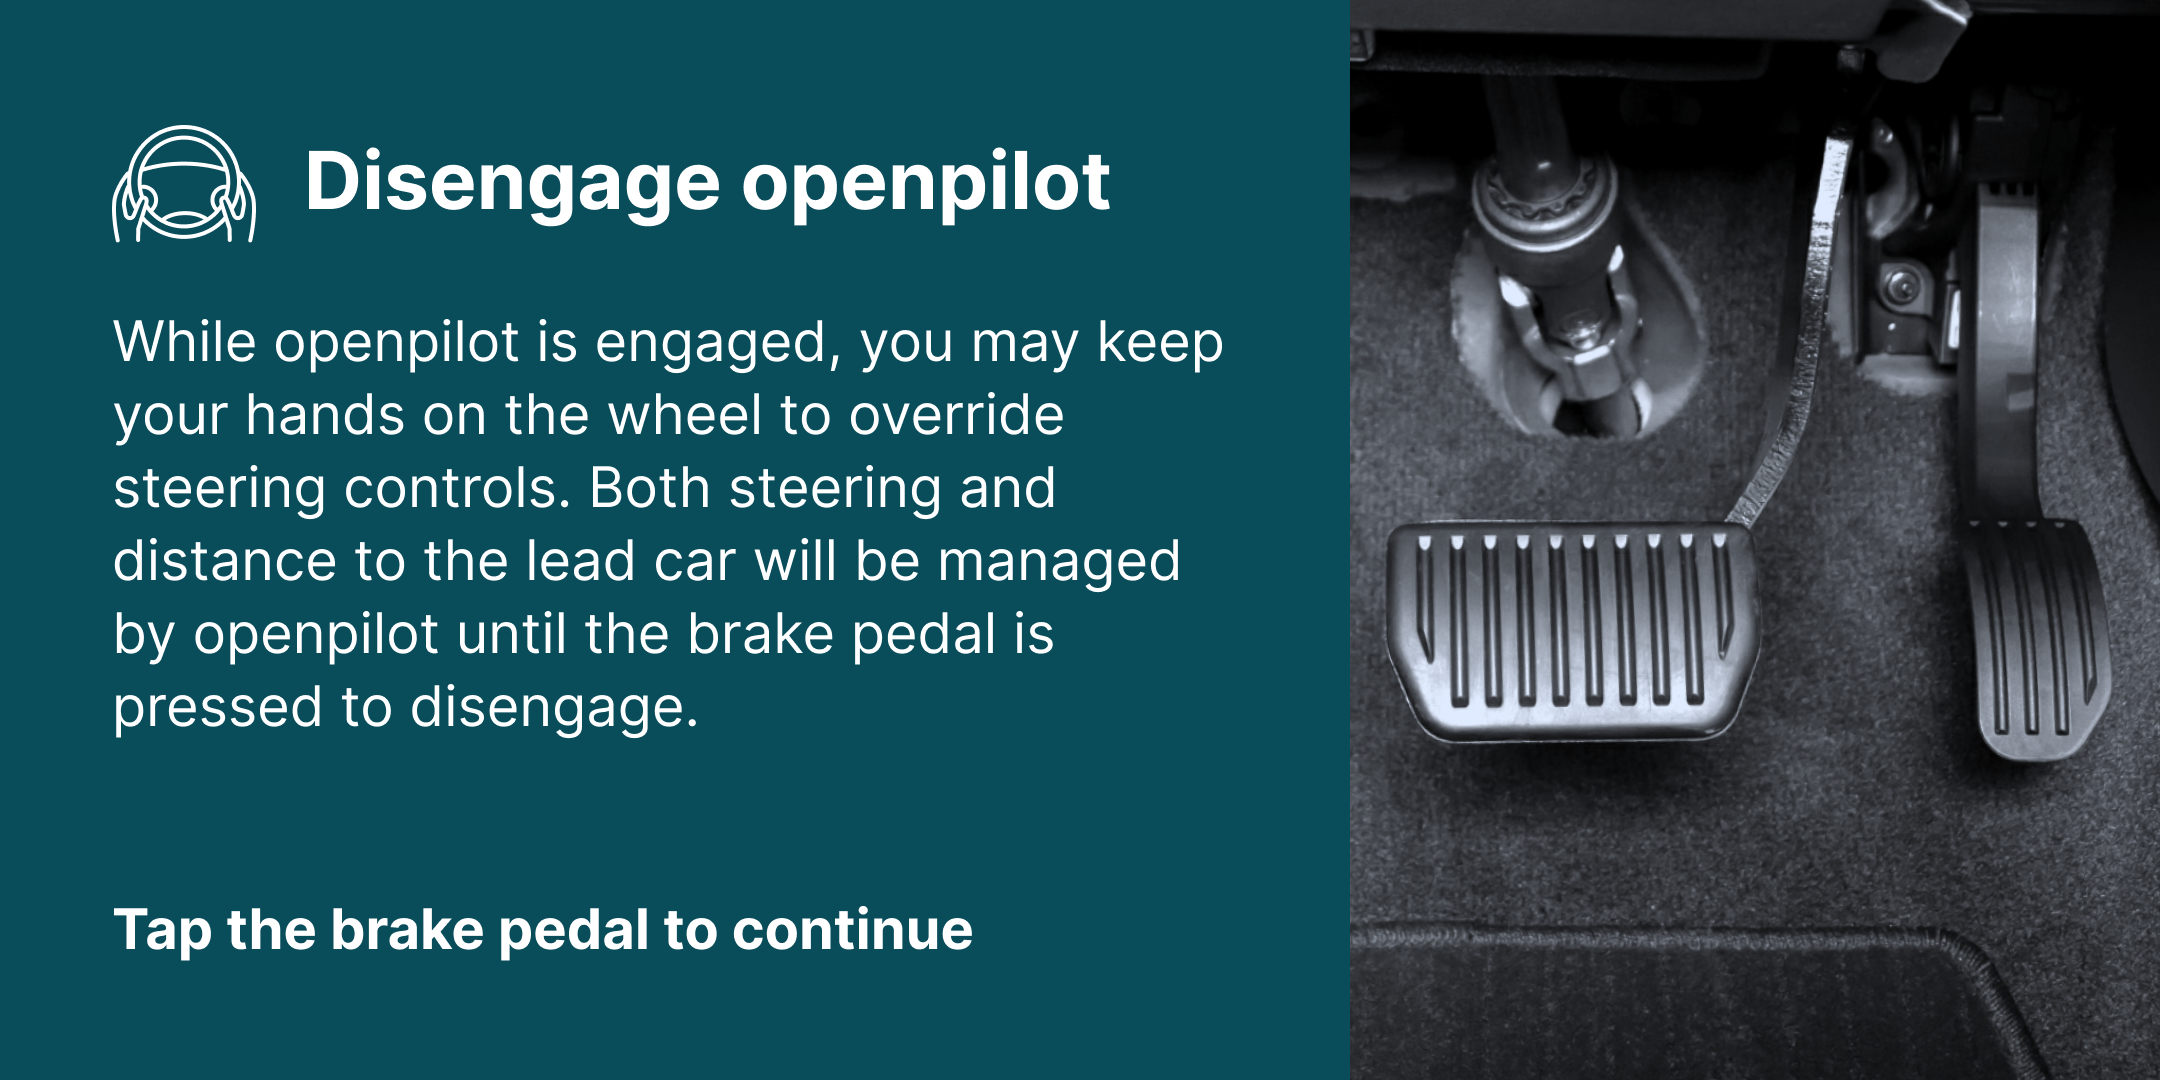 Disengage openpilot
While openpilot is engaged, you may keep
your hands on the wheel to override
steering controls. Both steering and
distance to the lead car will be managed
by openpilot until the brake pedal is
pressed to disengage.
Tap the brake pedal to continue